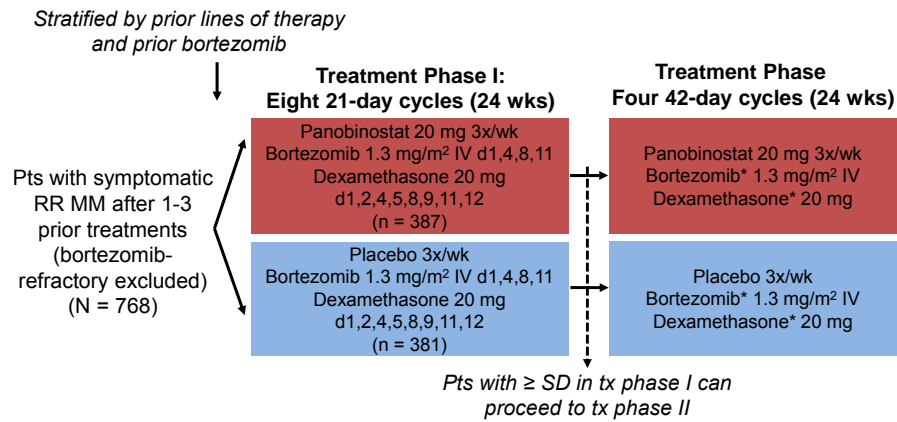 Stratified by prior lines of therapy
and prior bortezomib
Treatment Phase I:
Eight 21-day cycles (24 wks)
Treatment Phase
Four 42-day cycles (24 wks)
Pts with symptomatic
RR MM after 1-3
prior treatments
(bortezomib-
refractory excluded)
(N = 768)
Panobinostat 20 mg 3x/wk
Bortezomib 1.3 mg/m² IV d1,4,8,11
Dexamethasone 20 mg
d1,2,4,5,8,9,11,12
(n = 387)
Panobinostat 20 mg 3x/wk
Bortezomib* 1.3 mg/m² IV
Dexamethasone* 20 mg
Placebo 3x/wk
Bortezomib 1.3 mg/m² IV d1,4,8,11
Dexamethasone 20 mg
d1,2,4,5,8,9,11,12
(n = 381)
Placebo 3x/wk
Bortezomib* 1.3 mg/m² IV
Dexamethasone* 20 mg
Pts with ≥ SD in tx phase I can
proceed to tx phase II